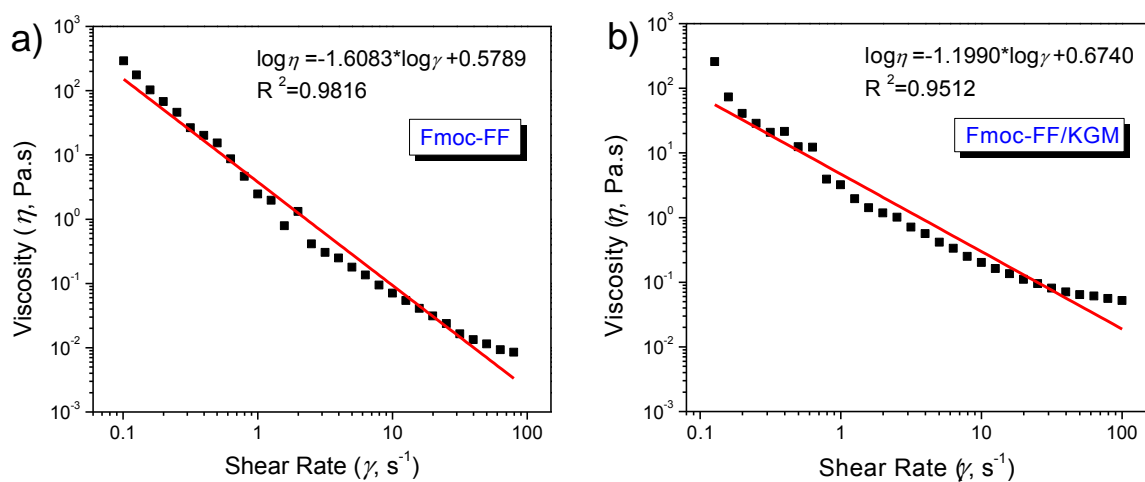 a)
logη=-1.6083*logγ+0.5789
R²=0.9816
Fmoc-FF
Viscosity (η, Pa.s)
10³
10²
10¹
10⁰
10⁻¹
10⁻²
10⁻³
0.1 1 10 100
Shear Rate (γ, s⁻¹)
b)
logη=-1.1990*logγ+0.6740
R²=0.9512
Fmoc-FF/KGM
Viscosity (η, Pa.s)
10³
10²
10¹
10⁰
10⁻¹
10⁻²
10⁻³
0.1 1 10 100
Shear Rate (γ, s⁻¹)